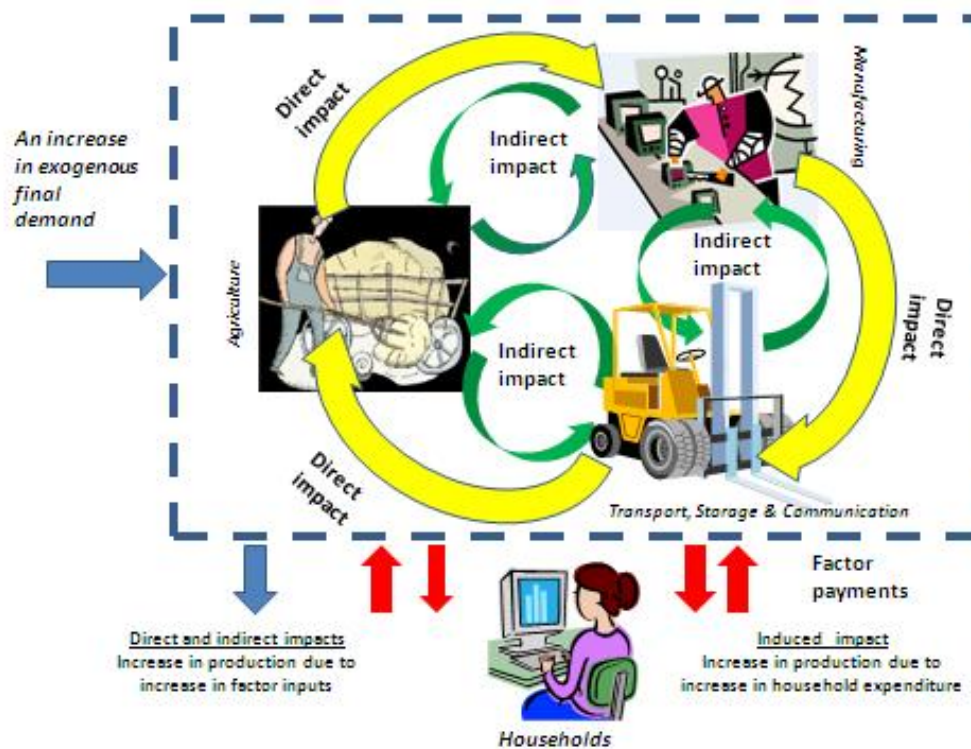 An increase
in exogenous
final
demand
Direct
impact
Manufacturing
Indirect
impact
Indirect
impact
Agriculture
Indirect
impact
Direct
impact
Direct
impact
Transport, Storage & Communication
Factor
payments
Direct and indirect impacts
Increase in production due to
increase in factor inputs
Induced impact
Increase in production due to
increase in household expenditure
Households